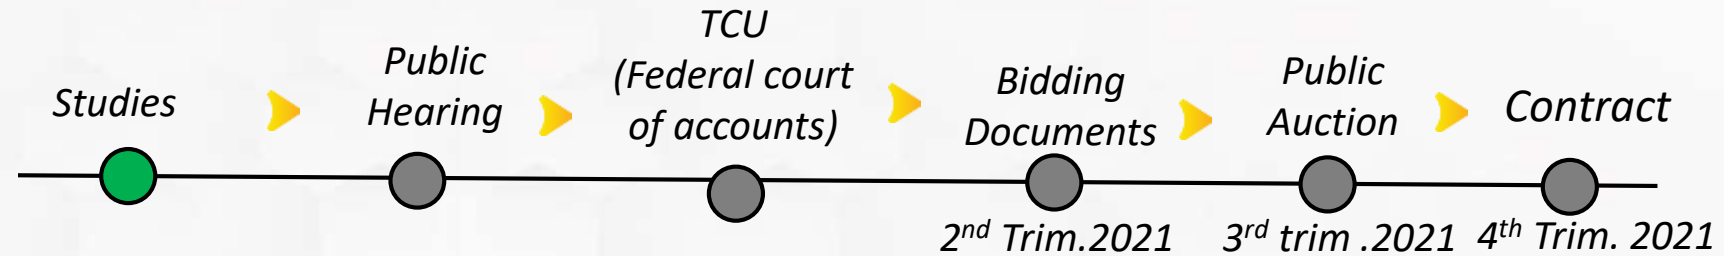 Studies
Public
Hearing
TCU
(Federal court
of accounts)
Bidding
Documents
Public
Auction
Contract
2nd Trim.2021
3rd trim .2021
4th Trim. 2021